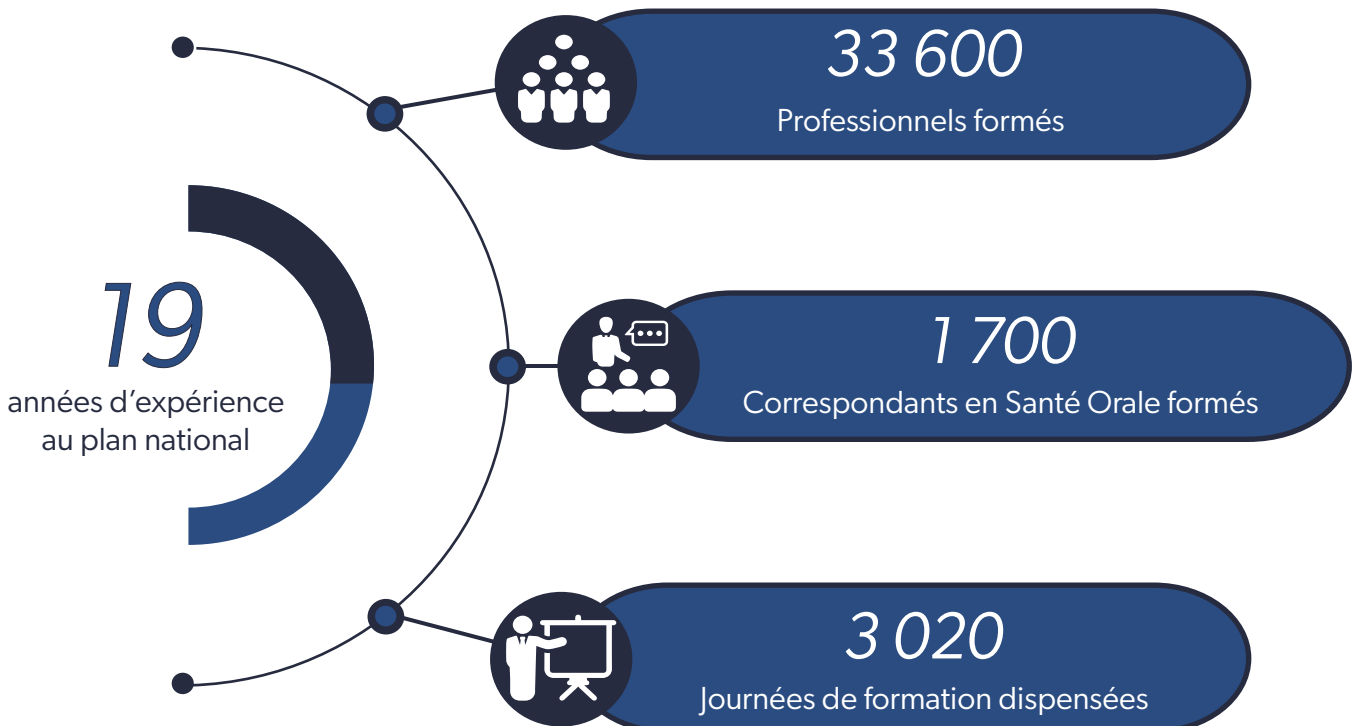 33 600
Professionnels formés
19
années d’expérience
au plan national
1 700
Correspondants en Santé Orale formés
3 020
Journées de formation dispensées